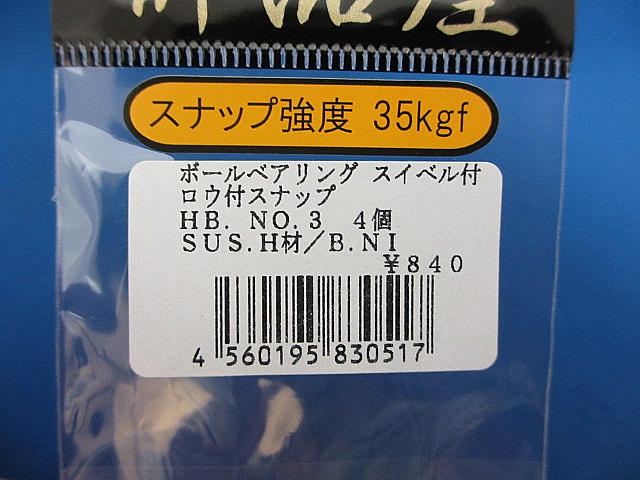 スナップ強度 35kgf
ボールベアリング スイベル付
ロウ付スナップ
HB. NO.3 4個
SUS.H材/B.NI
¥840
4 560195 830517